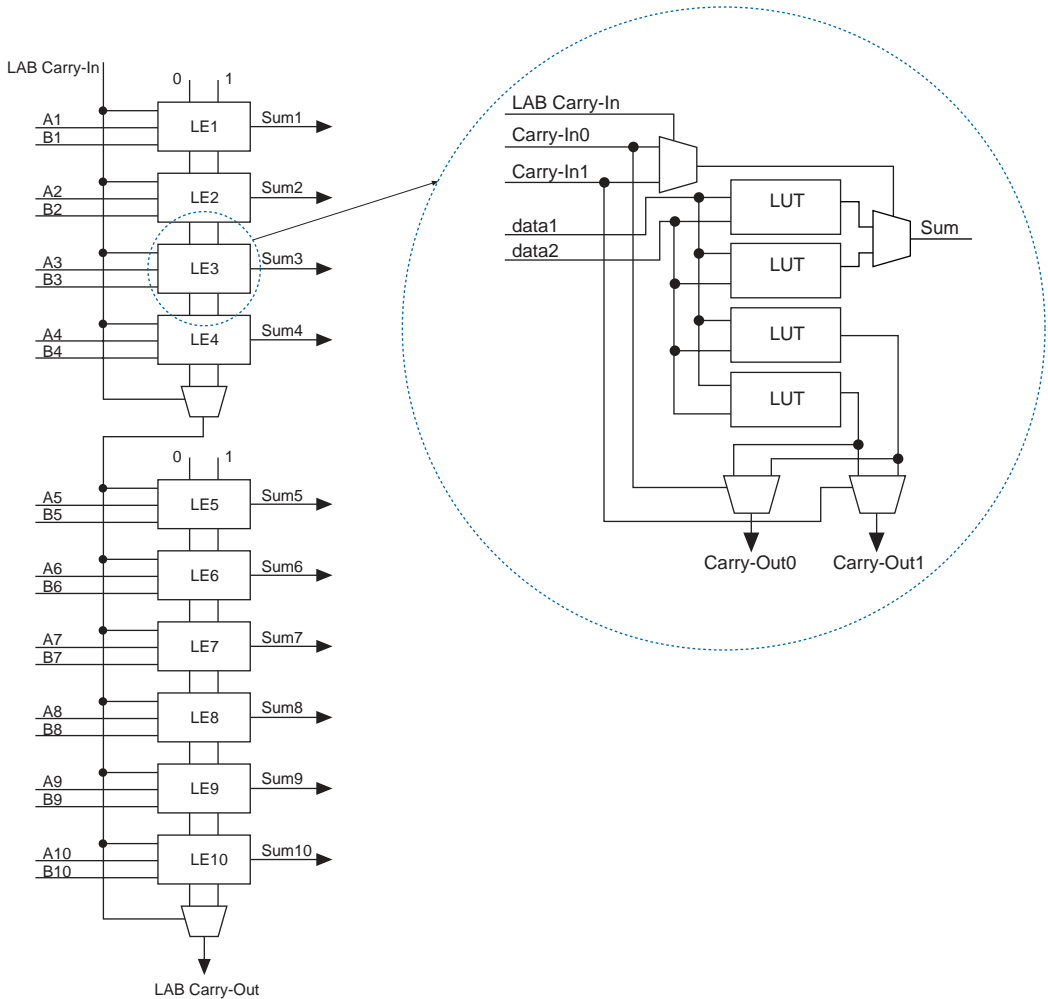 LAB Carry-In
0 1
A1
B1
LE1
Sum1
A2
B2
LE2
Sum2
A3
B3
LE3
Sum3
A4
B4
LE4
Sum4
0 1
A5
B5
LE5
Sum5
A6
B6
LE6
Sum6
A7
B7
LE7
Sum7
A8
B8
LE8
Sum8
A9
B9
LE9
Sum9
A10
B10
LE10
Sum10
LAB Carry-Out
LAB Carry-In
Carry-In0
Carry-In1
data1
data2
LUT
LUT
LUT
LUT
Sum
Carry-Out0
Carry-Out1